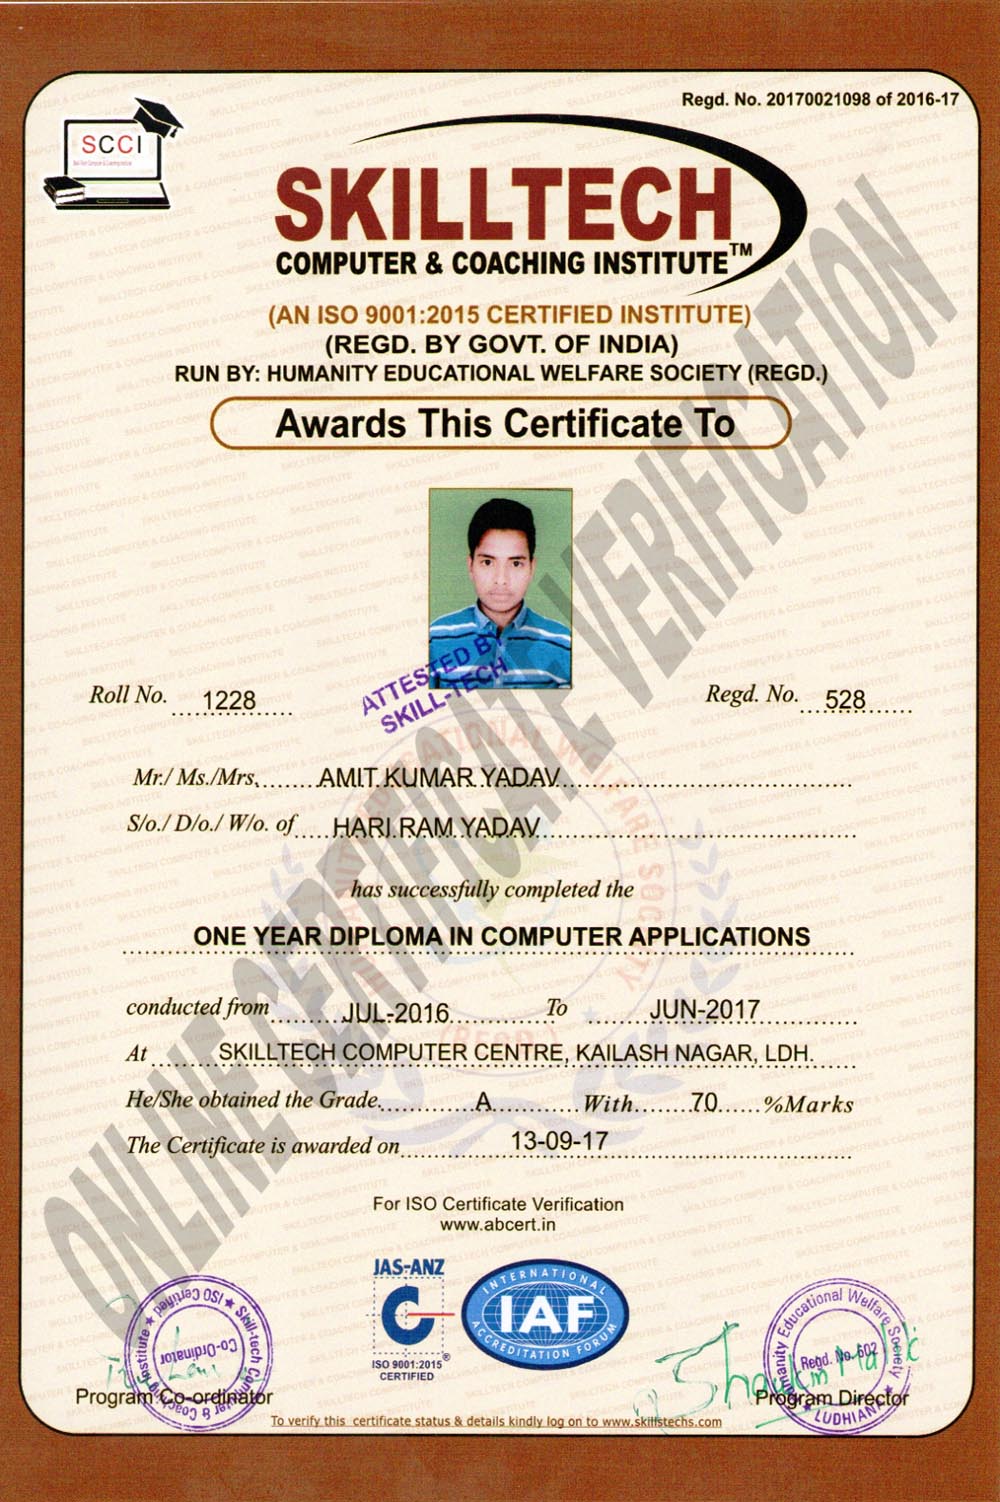 Regd. No. 20170021098 of 2016-17
SCCI
SKILLTECH
COMPUTER & COACHING INSTITUTE™
(AN ISO 9001:2015 CERTIFIED INSTITUTE)
(REGD. BY GOVT. OF INDIA)
RUN BY: HUMANITY EDUCATIONAL WELFARE SOCIETY (REGD.)
Awards This Certificate To
ATTESTED BY
SKILL-TECH
Roll No. 1228 Regd. No. 528
Mr./ Ms./Mrs. AMIT KUMAR YADAV
S/o./ D/o./ W/o. of HARI RAM YADAV
has successfully completed the
ONE YEAR DIPLOMA IN COMPUTER APPLICATIONS
conducted from JUL-2016 To JUN-2017
At SKILLTECH COMPUTER CENTRE, KAILASH NAGAR, LDH.
He/She obtained the Grade A With 70 %Marks
The Certificate is awarded on 13-09-17
ONLINE CERTIFICATE VERIFICATION
For ISO Certificate Verification
www.abcert.in
JAS-ANZ
C
ISO 9001:2015
CERTIFIED
INTERNATIONAL
IAF
ACCREDITATION FORUM
Skill-tech Computer & Coaching Institute ★ ISO Certified ★
Co-Ordinator
Program Co-ordinator
Humanity Educational Welfare Society
Regd. No. 602
★ LUDHIANA ★
Program Director
To verify this certificate status & details kindly log on to www.skillstechs.com